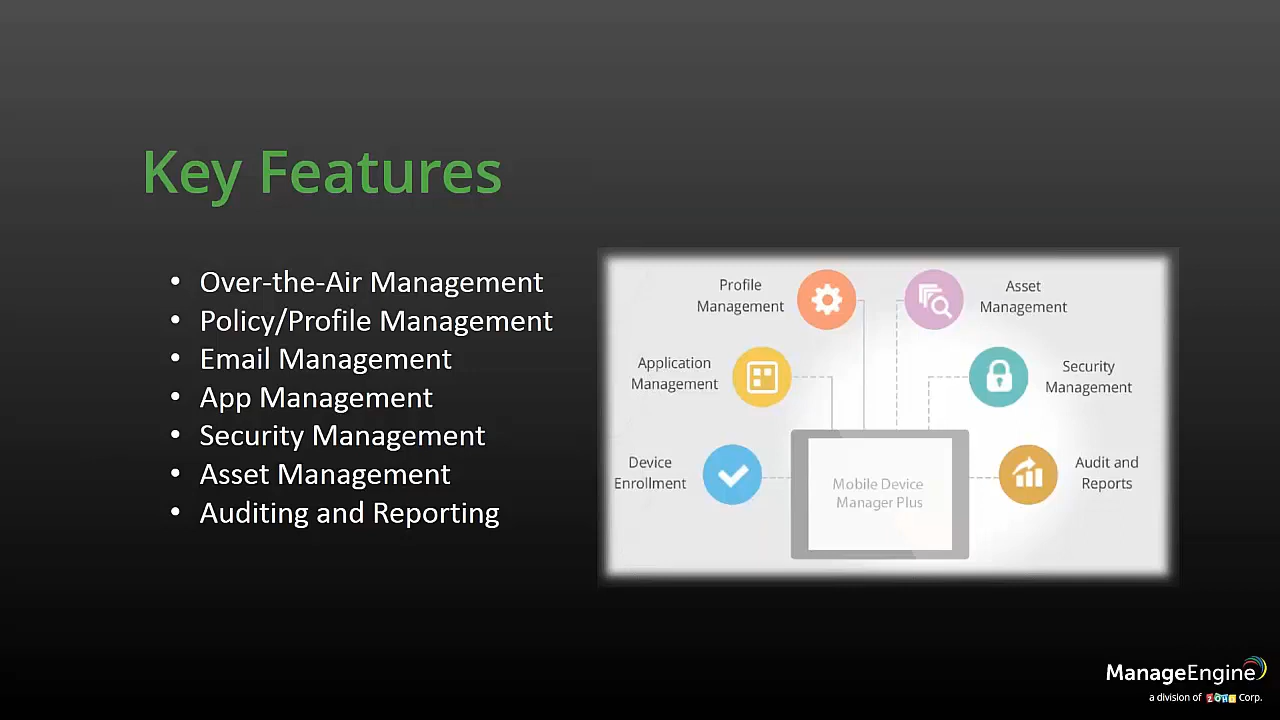 Key Features
• Over-the-Air Management
• Policy/Profile Management
• Email Management
• App Management
• Security Management
• Asset Management
• Auditing and Reporting
Profile
Management
Asset
Management
Application
Management
Security
Management
Device
Enrollment
Mobile Device
Manager Plus
Audit and
Reports
ManageEngine
a division of ZOHO Corp.